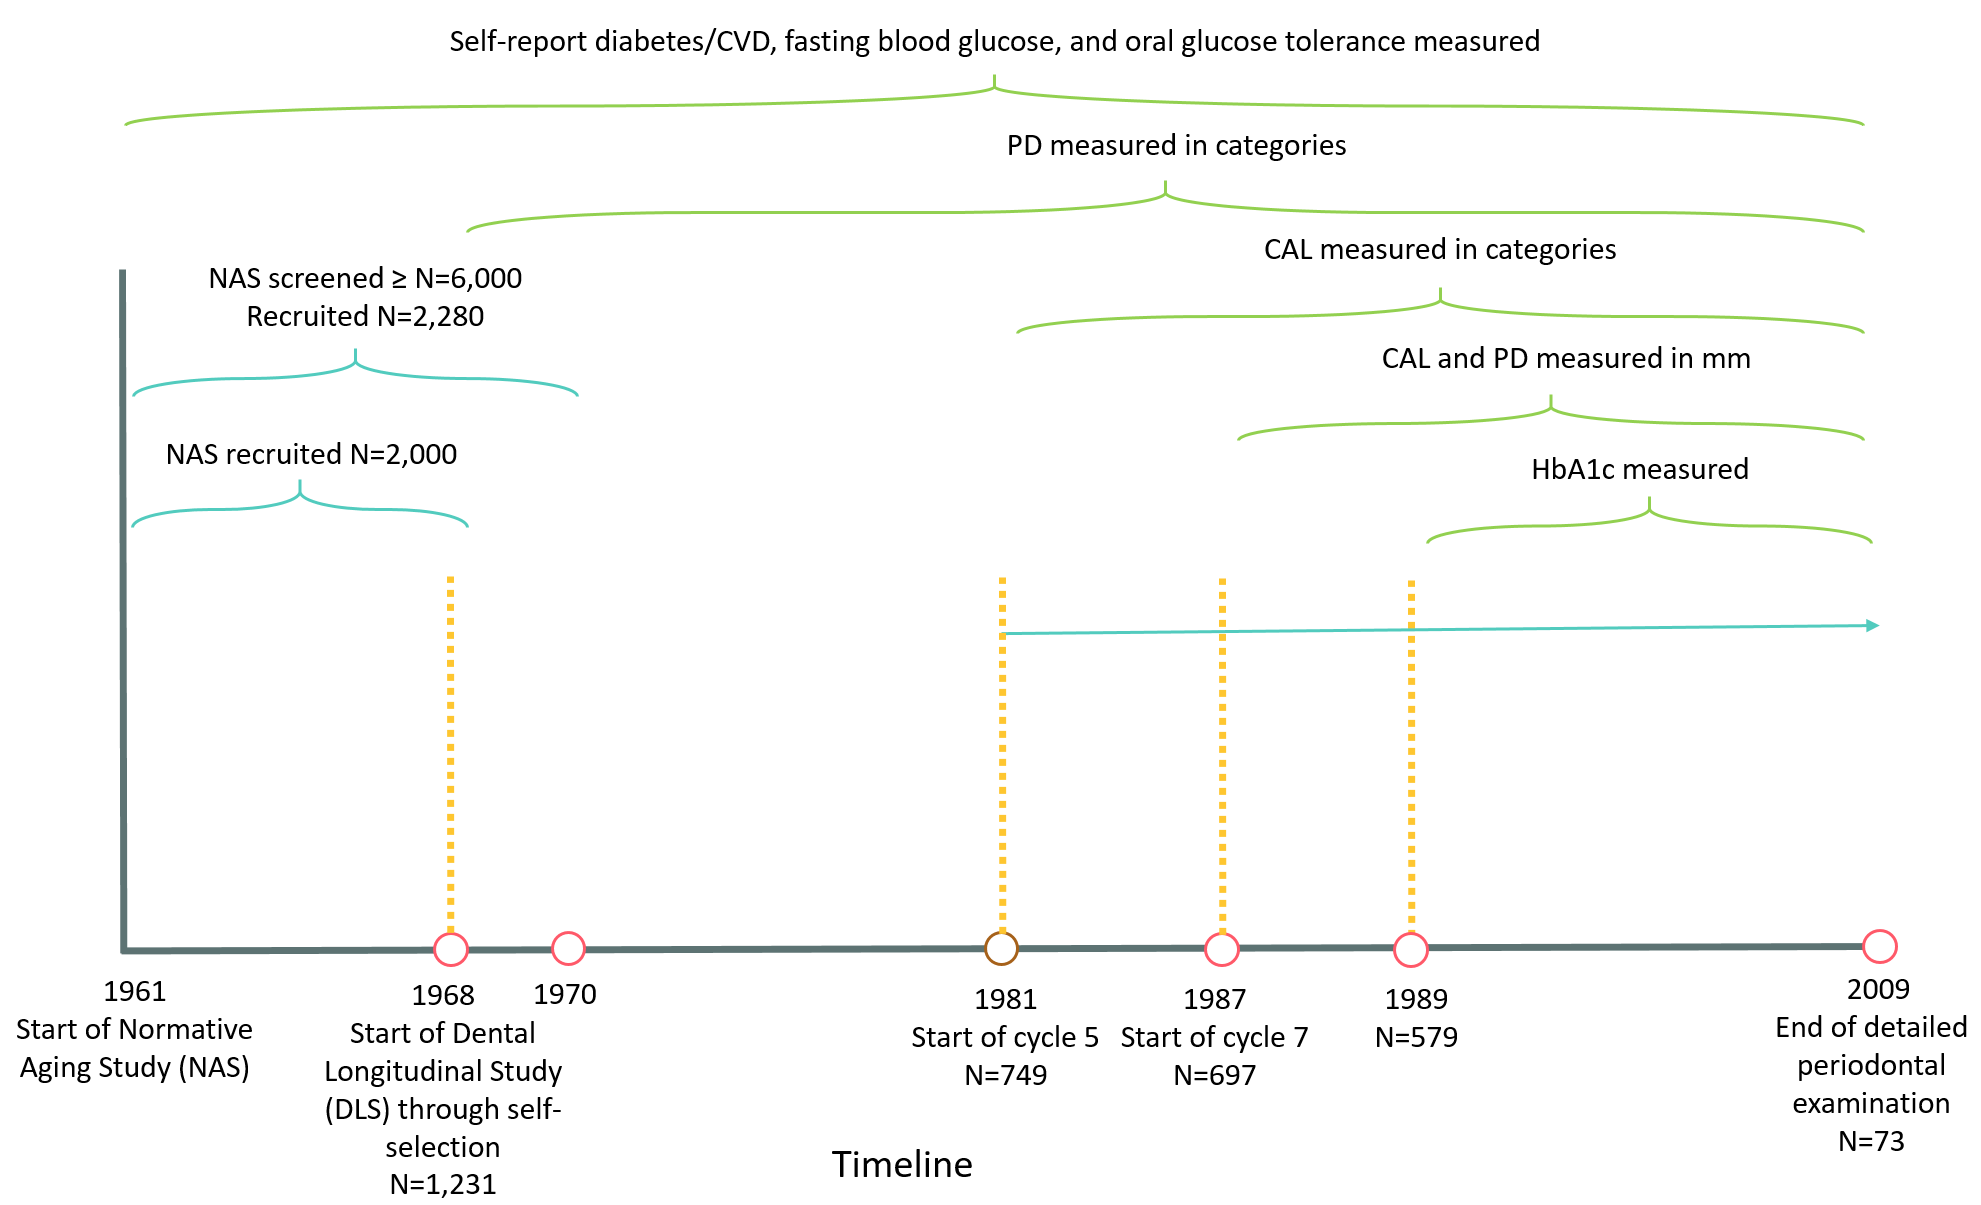 Self-report diabetes/CVD, fasting blood glucose, and oral glucose tolerance measured
PD measured in categories
CAL measured in categories
NAS screened ≥ N=6,000
Recruited N=2,280
CAL and PD measured in mm
NAS recruited N=2,000
HbA1c measured
1961
Start of Normative
Aging Study (NAS)
1968
Start of Dental
Longitudinal Study
(DLS) through self-
selection
N=1,231
1970
1981
Start of cycle 5
N=749
1987
Start of cycle 7
N=697
1989
N=579
2009
End of detailed
periodontal
examination
N=73
Timeline